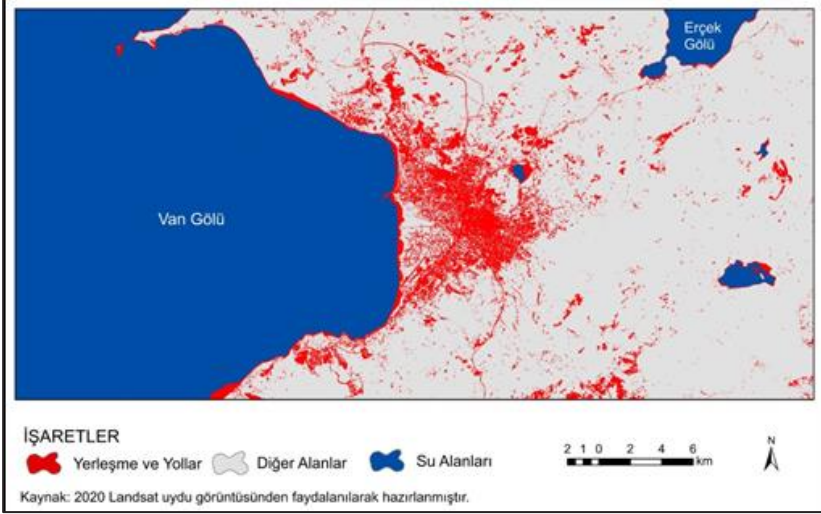 Erçek
Gölü
Van Gölü
İŞARETLER
Yerleşme ve Yollar
Diğer Alanlar
Su Alanları
2 1 0 2 4 6
km
N
Kaynak: 2020 Landsat uydu görüntüsünden faydalanılarak hazırlanmıştır.